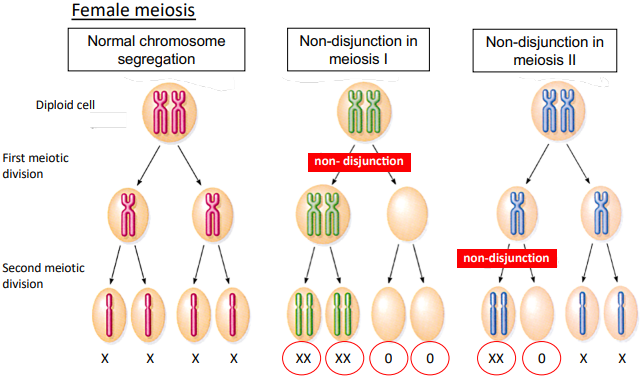 Female meiosis
Normal chromosome
segregation
Non-disjunction in
meiosis I
Non-disjunction in
meiosis II
Diploid cell
First meiotic
division
non- disjunction
non-disjunction
Second meiotic
division
X X X X
XX XX 0 0
XX 0 X X